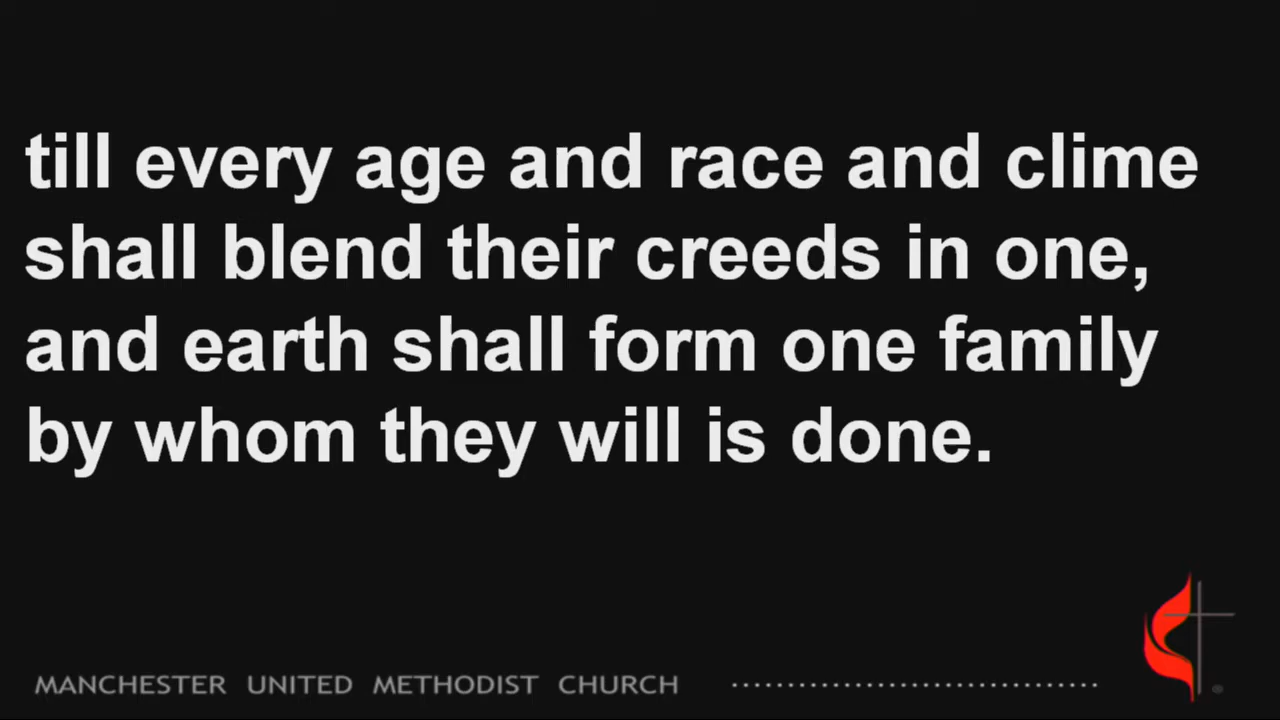 till every age and race and clime
shall blend their creeds in one,
and earth shall form one family
by whom they will is done.
MANCHESTER UNITED METHODIST CHURCH